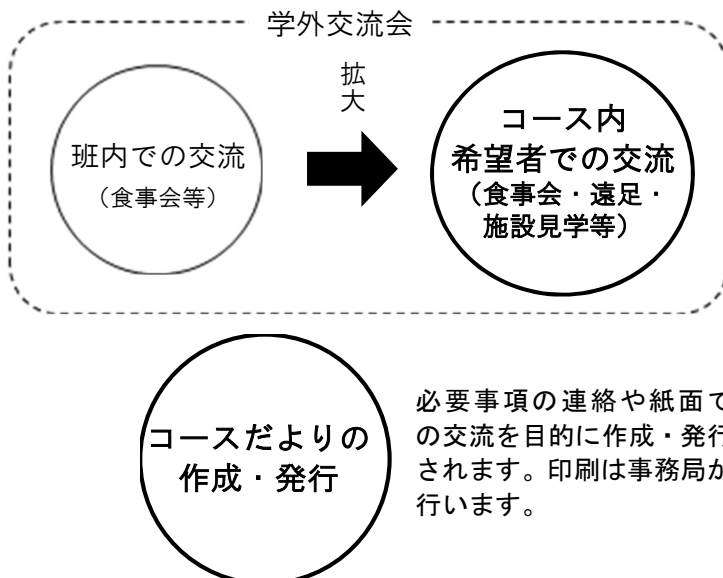 学外交流会
班内での交流
（食事会等）
拡大
コース内
希望者での交流
（食事会・遠足・
施設見学等）
コースだよりの
作成・発行
必要事項の連絡や紙面で
の交流を目的に作成・発行
されます。印刷は事務局が
行います。